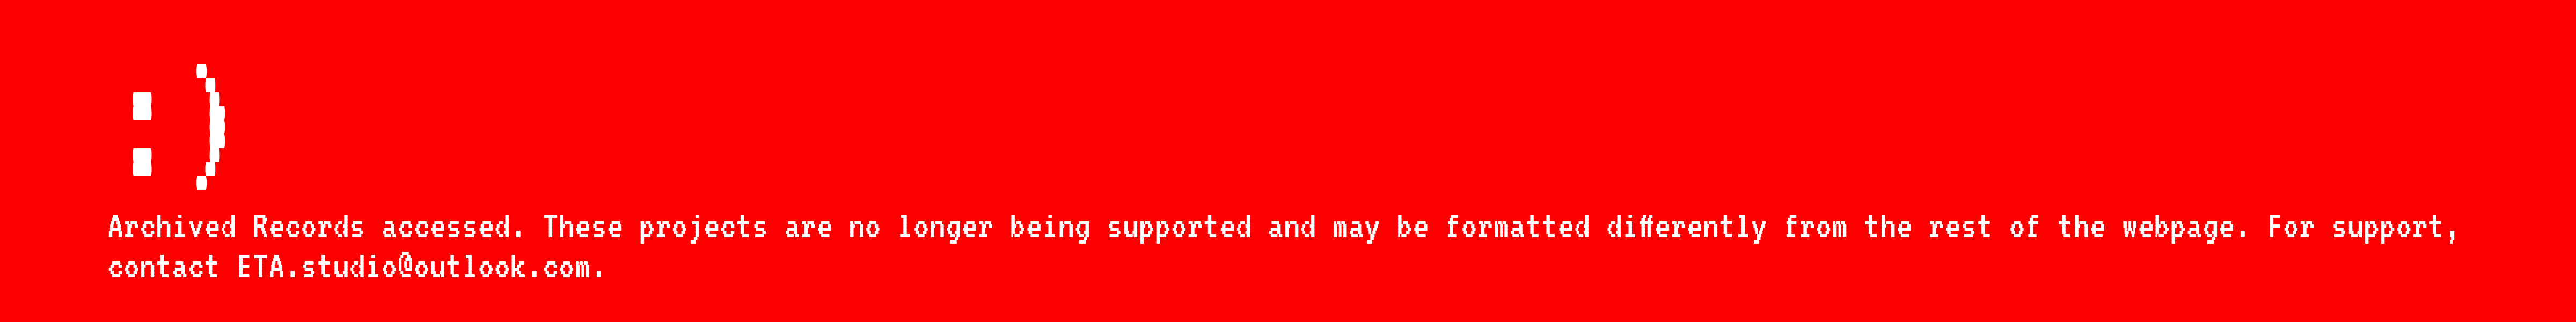 :)
Archived Records accessed. These projects are no longer being supported and may be formatted differently from the rest of the webpage. For support,
contact ETA.studio@outlook.com.